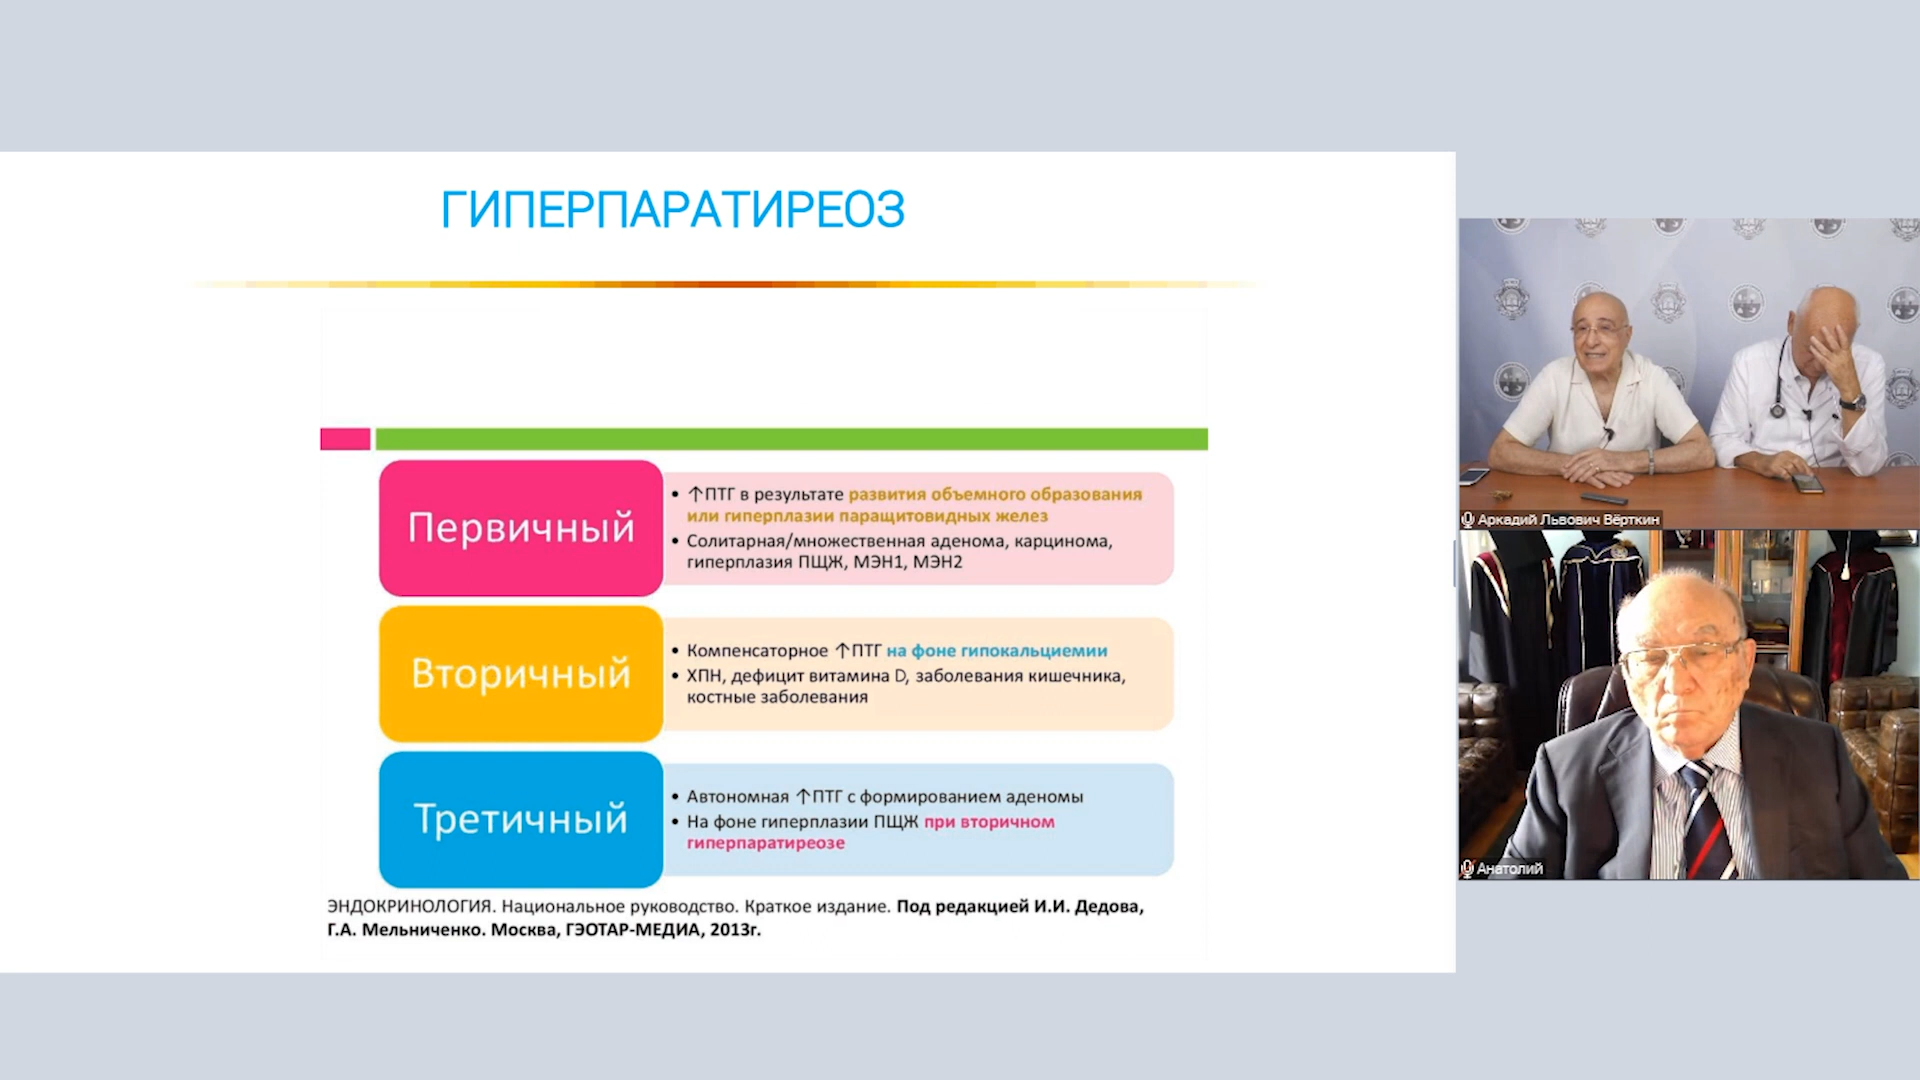 ГИПЕРПАРАТИРЕОЗ
Первичный
• ↑ПТГ в результате развития объемного образования
или гиперплазии паращитовидных желез
• Солитарная/множественная аденома, карцинома,
гиперплазия ПЩЖ, МЭН1, МЭН2
Вторичный
• Компенсаторное ↑ПТГ на фоне гипокальциемии
• ХПН, дефицит витамина D, заболевания кишечника,
костные заболевания
Третичный
• Автономная ↑ПТГ с формированием аденомы
• На фоне гиперплазии ПЩЖ при вторичном
гиперпаратиреозе
ЭНДОКРИНОЛОГИЯ. Национальное руководство. Краткое издание. Под редакцией И.И. Дедова,
Г.А. Мельниченко. Москва, ГЭОТАР-МЕДИА, 2013г.
Аркадий Львович Вёрткин
Анатолий